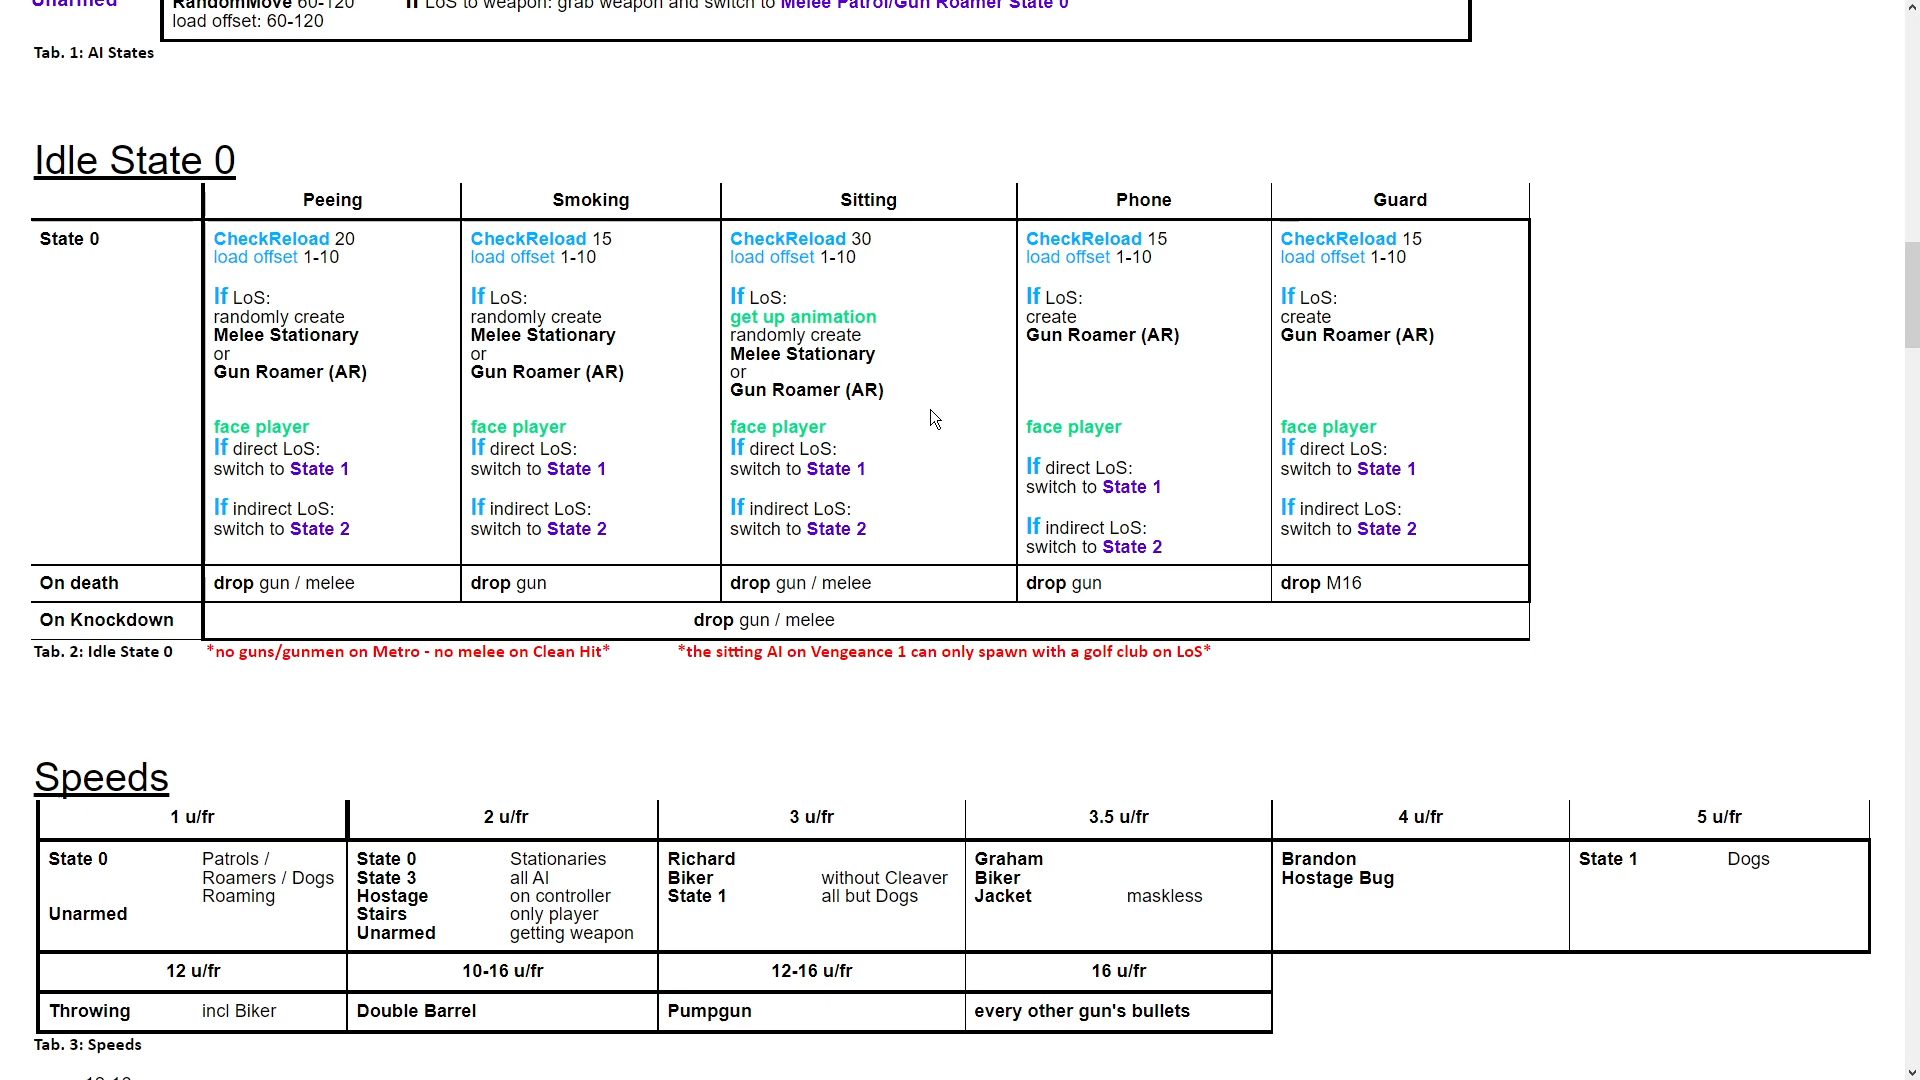 Unarmed
RandomMove 60-120 If LoS to weapon: grab weapon and switch to Melee Patrol/Gun Roamer State 0
load offset: 60-120
Tab. 1: AI States
Idle State 0
Peeing Smoking Sitting Phone Guard
State 0
CheckReload 20
load offset 1-10
If LoS:
randomly create
Melee Stationary
or
Gun Roamer (AR)
face player
If direct LoS:
switch to State 1
If indirect LoS:
switch to State 2
CheckReload 15
load offset 1-10
If LoS:
randomly create
Melee Stationary
or
Gun Roamer (AR)
face player
If direct LoS:
switch to State 1
If indirect LoS:
switch to State 2
CheckReload 30
load offset 1-10
If LoS:
get up animation
randomly create
Melee Stationary
or
Gun Roamer (AR)
face player
If direct LoS:
switch to State 1
If indirect LoS:
switch to State 2
CheckReload 15
load offset 1-10
If LoS:
create
Gun Roamer (AR)
face player
If direct LoS:
switch to State 1
If indirect LoS:
switch to State 2
CheckReload 15
load offset 1-10
If LoS:
create
Gun Roamer (AR)
face player
If direct LoS:
switch to State 1
If indirect LoS:
switch to State 2
On death drop gun / melee drop gun drop gun / melee drop gun drop M16
On Knockdown drop gun / melee
Tab. 2: Idle State 0 *no guns/gunmen on Metro - no melee on Clean Hit* *the sitting AI on Vengeance 1 can only spawn with a golf club on LoS*
Speeds
1 u/fr 2 u/fr 3 u/fr 3.5 u/fr 4 u/fr 5 u/fr
State 0 Patrols /
Roamers / Dogs
Roaming
Unarmed
State 0 Stationaries
State 3 all AI
Hostage on controller
Stairs only player
Unarmed getting weapon
Richard
Biker without Cleaver
State 1 all but Dogs
Graham
Biker
Jacket maskless
Brandon
Hostage Bug
State 1 Dogs
12 u/fr 10-16 u/fr 12-16 u/fr 16 u/fr
Throwing incl Biker Double Barrel Pumpgun every other gun's bullets
Tab. 3: Speeds